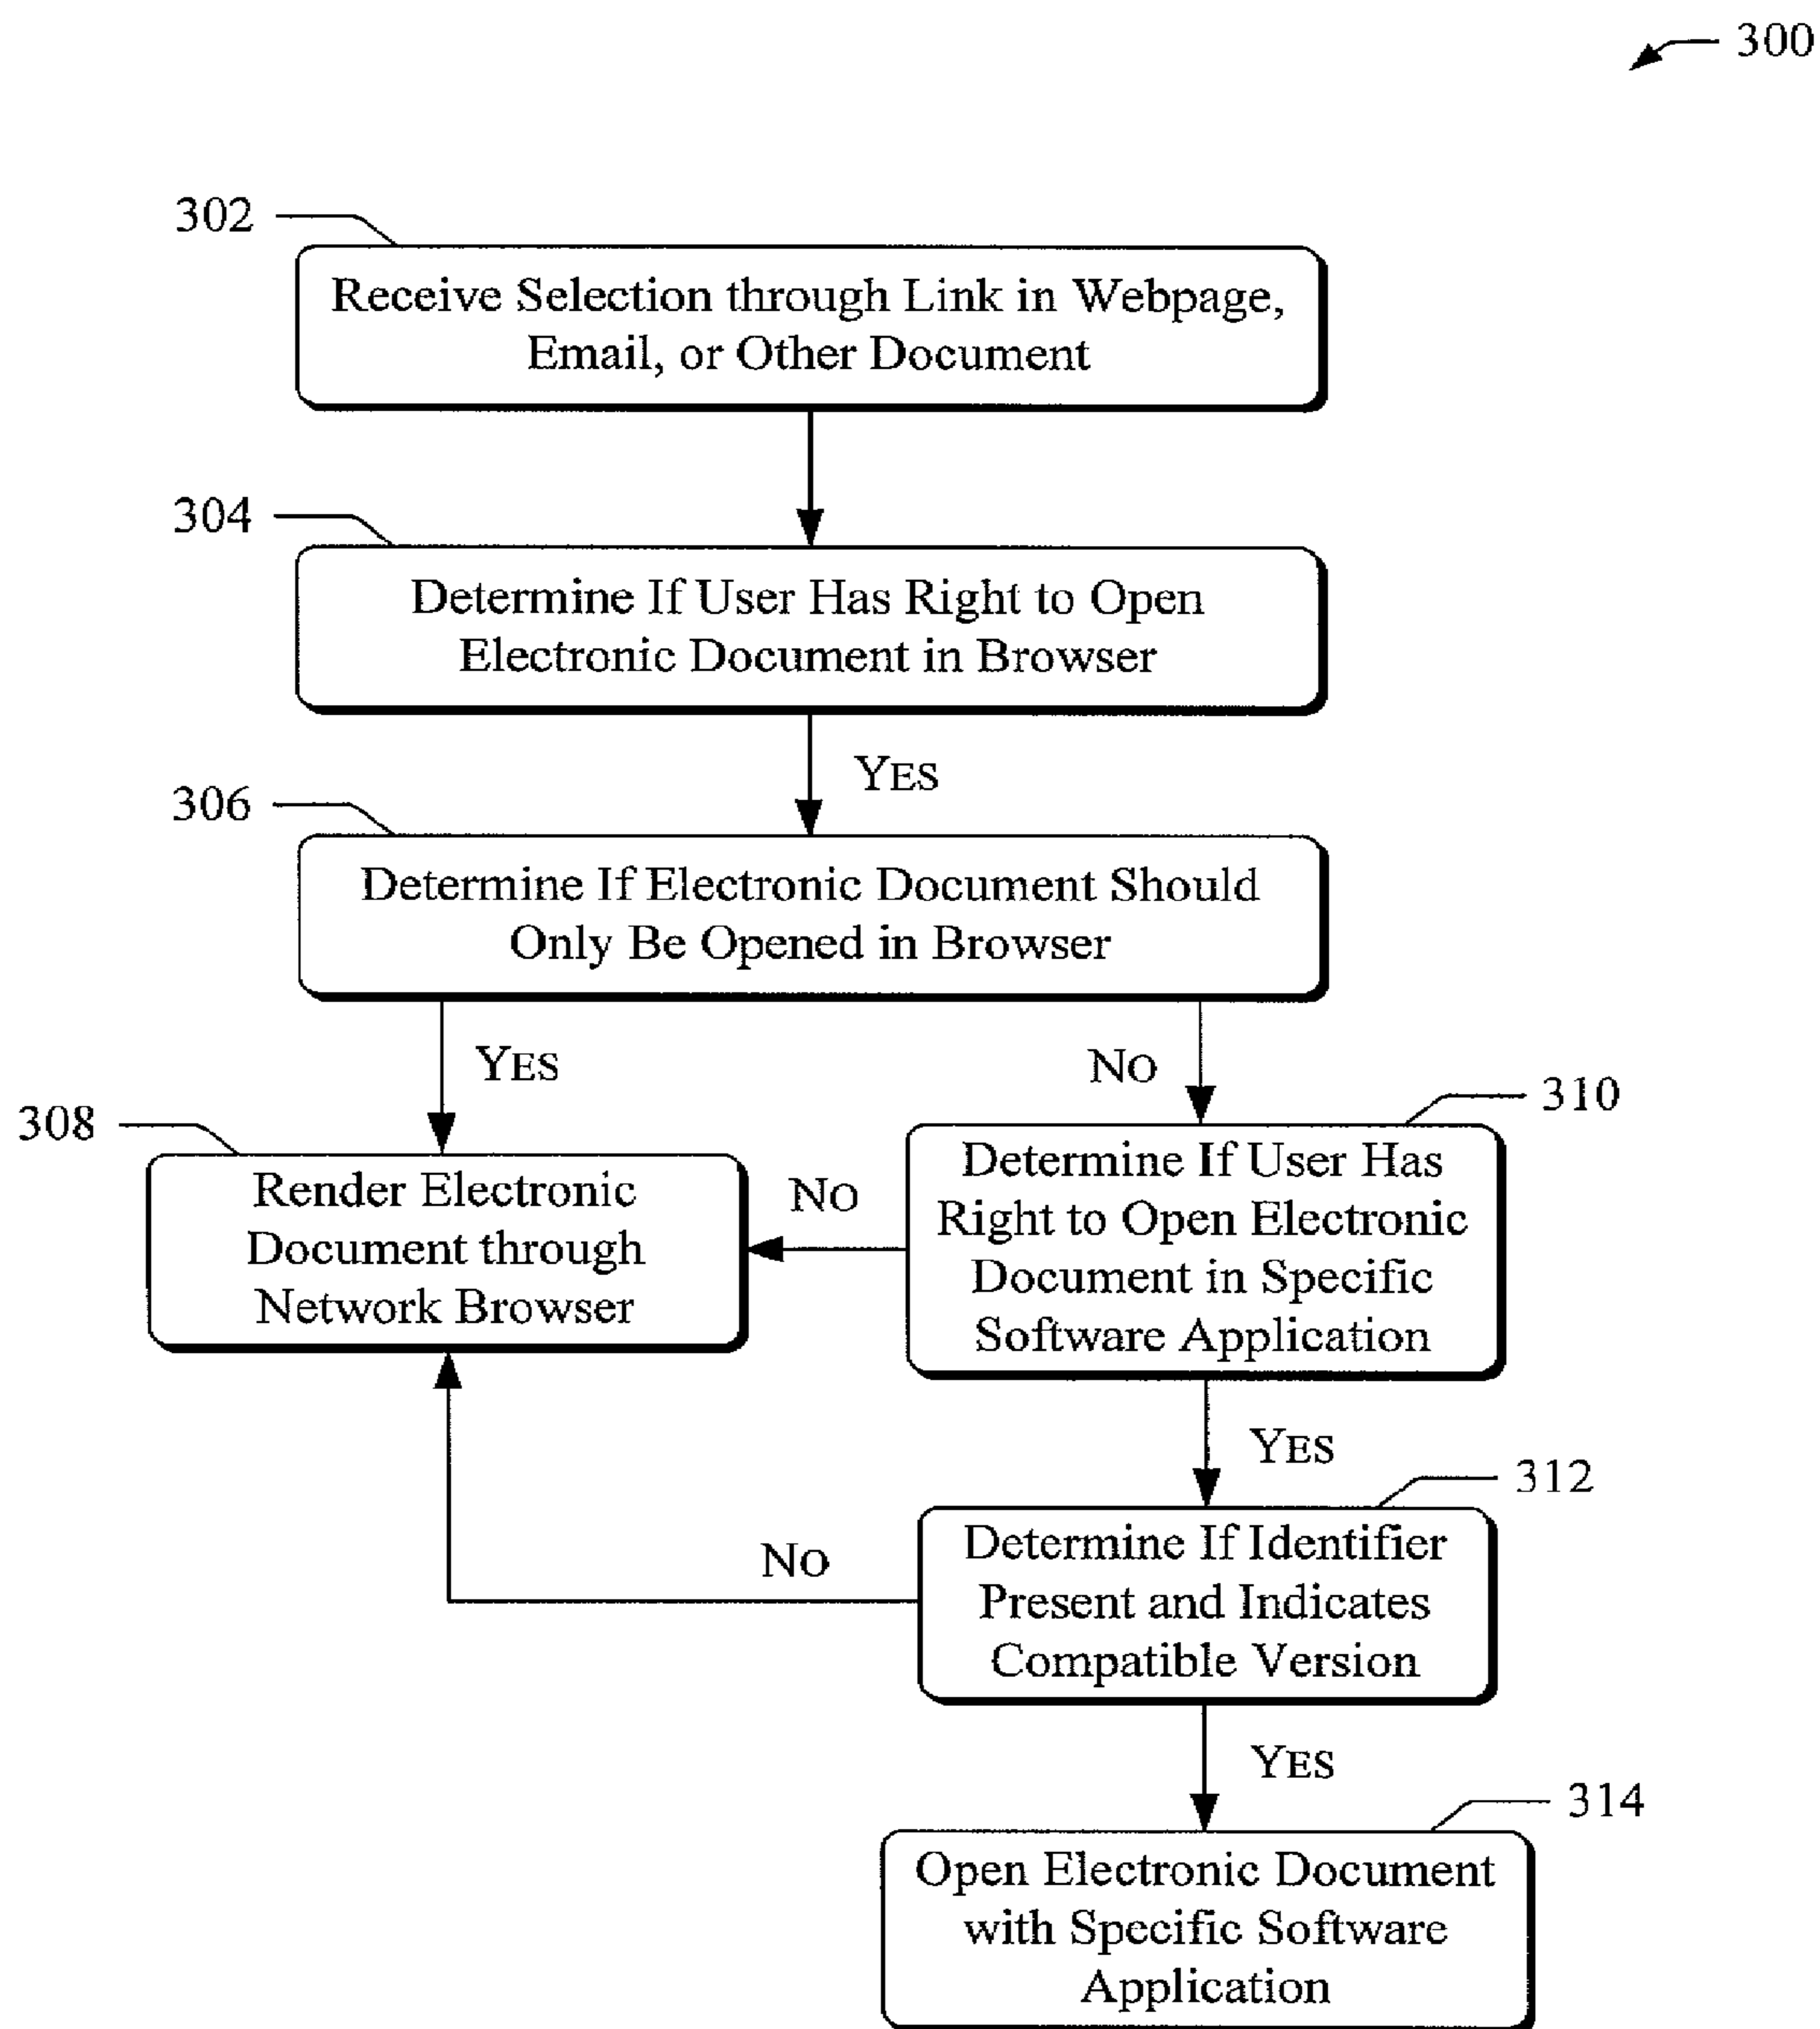 300
302
Receive Selection through Link in Webpage,
Email, or Other Document
304
Determine If User Has Right to Open
Electronic Document in Browser
YES
306
Determine If Electronic Document Should
Only Be Opened in Browser
YES
NO
308
Render Electronic
Document through
Network Browser
NO
310
Determine If User Has
Right to Open Electronic
Document in Specific
Software Application
YES
312
NO
Determine If Identifier
Present and Indicates
Compatible Version
YES
314
Open Electronic Document
with Specific Software
Application